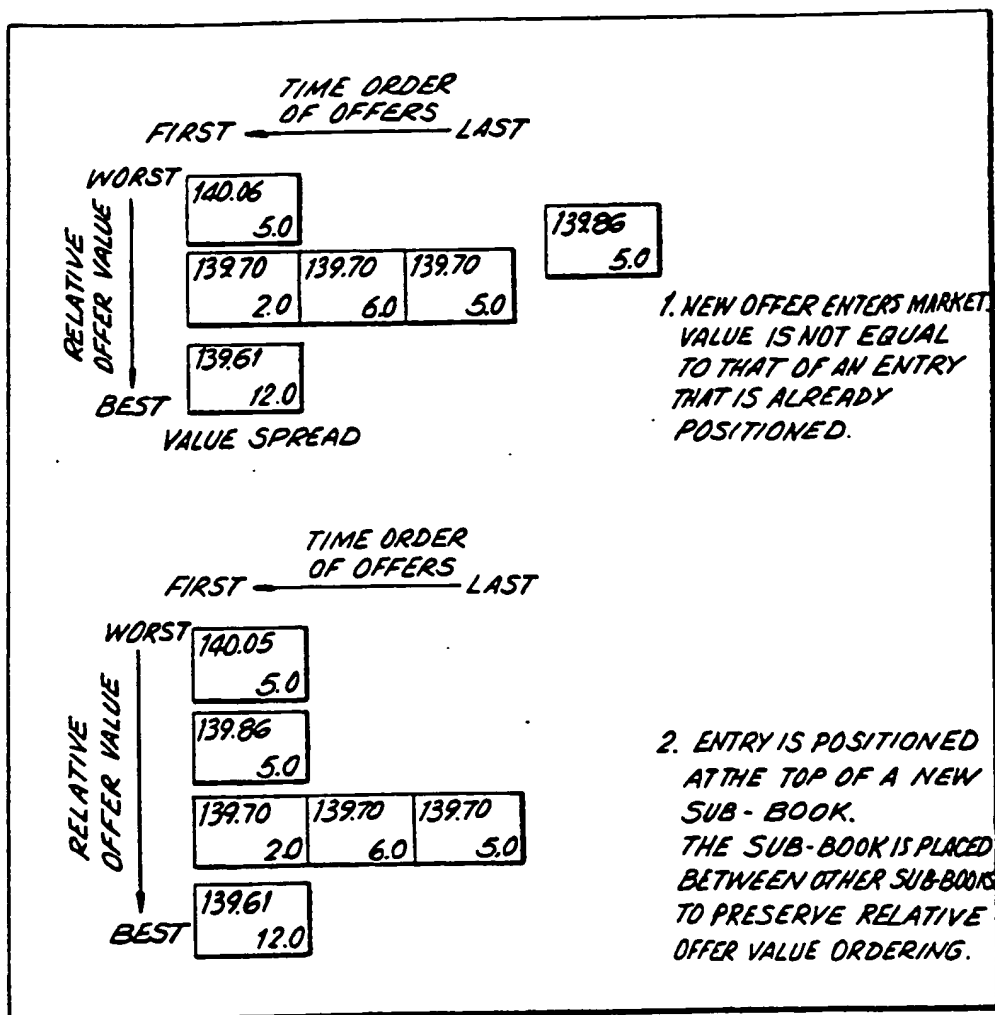 TIME ORDER
OF OFFERS
FIRST LAST
WORST
RELATIVE
OFFER VALUE
BEST
140.06
5.0
139.86
5.0
139.70 139.70 139.70
2.0 6.0 5.0
139.61
12.0
VALUE SPREAD
1. NEW OFFER ENTERS MARKET.
VALUE IS NOT EQUAL
TO THAT OF AN ENTRY
THAT IS ALREADY
POSITIONED.
TIME ORDER
OF OFFERS
FIRST LAST
WORST
RELATIVE
OFFER VALUE
BEST
140.05
5.0
139.86
5.0
139.70 139.70 139.70
2.0 6.0 5.0
139.61
12.0
2. ENTRY IS POSITIONED
AT THE TOP OF A NEW
SUB-BOOK.
THE SUB-BOOK IS PLACED
BETWEEN OTHER SUB-BOOKS
TO PRESERVE RELATIVE
OFFER VALUE ORDERING.